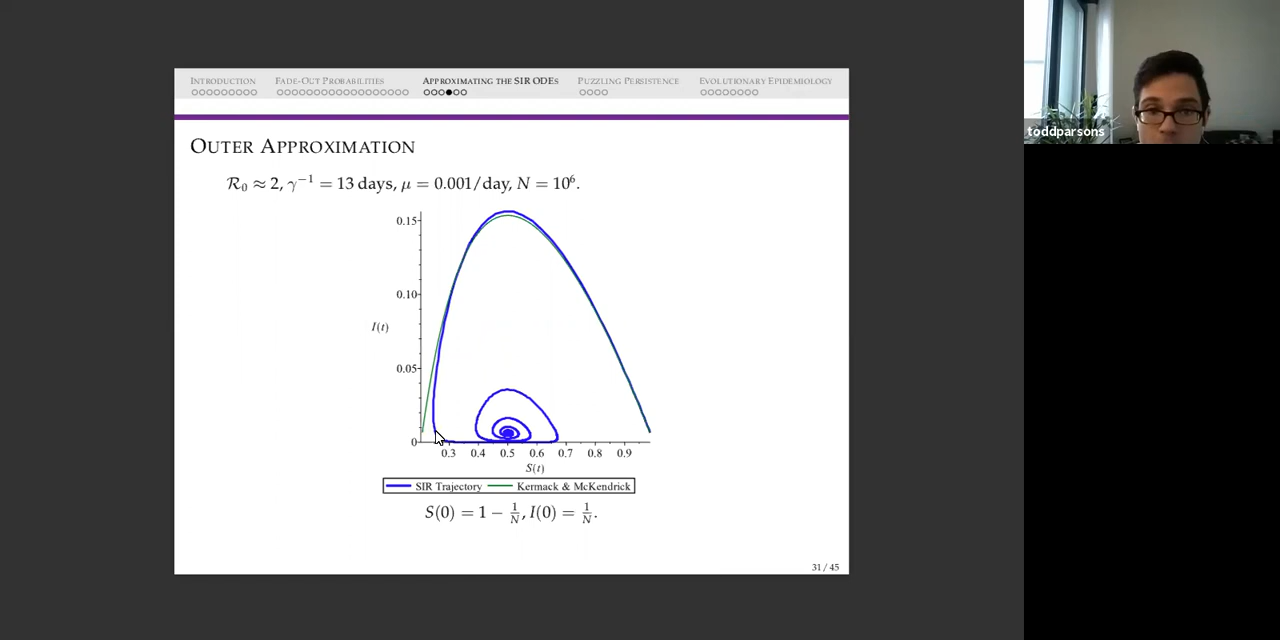 INTRODUCTION FADE-OUT PROBABILITIES APPROXIMATING THE SIR ODES PUZZLING PERSISTENCE EVOLUTIONARY EPIDEMIOLOGY
OUTER APPROXIMATION
R₀ ≈ 2, γ⁻¹ = 13 days, μ = 0.001/day, N = 10⁶.
0.15
0.10
I(t)
0.05
0
0.3 0.4 0.5 0.6 0.7 0.8 0.9
S(t)
SIR Trajectory Kermack & McKendrick
S(0) = 1 − 1/N, I(0) = 1/N.
31 / 45
toddparsons